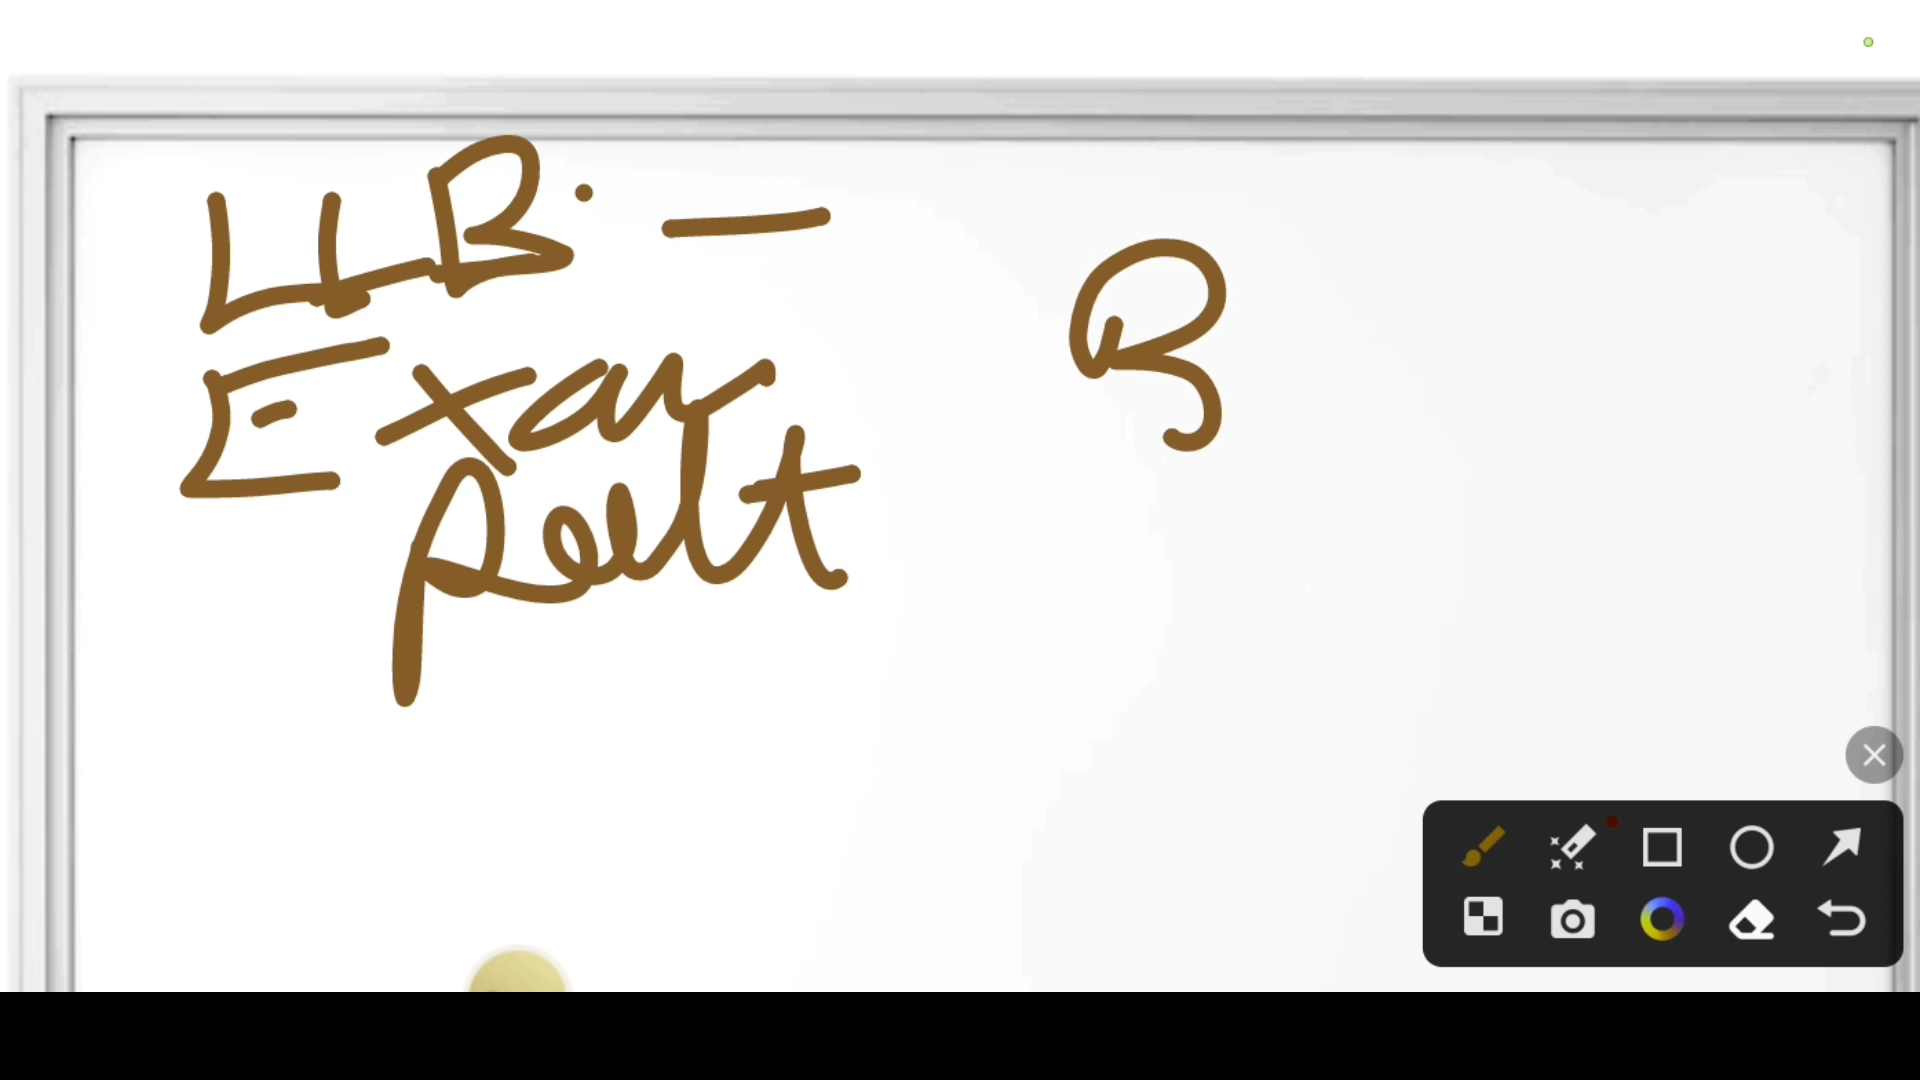 LLB. —
Exam
Result
B